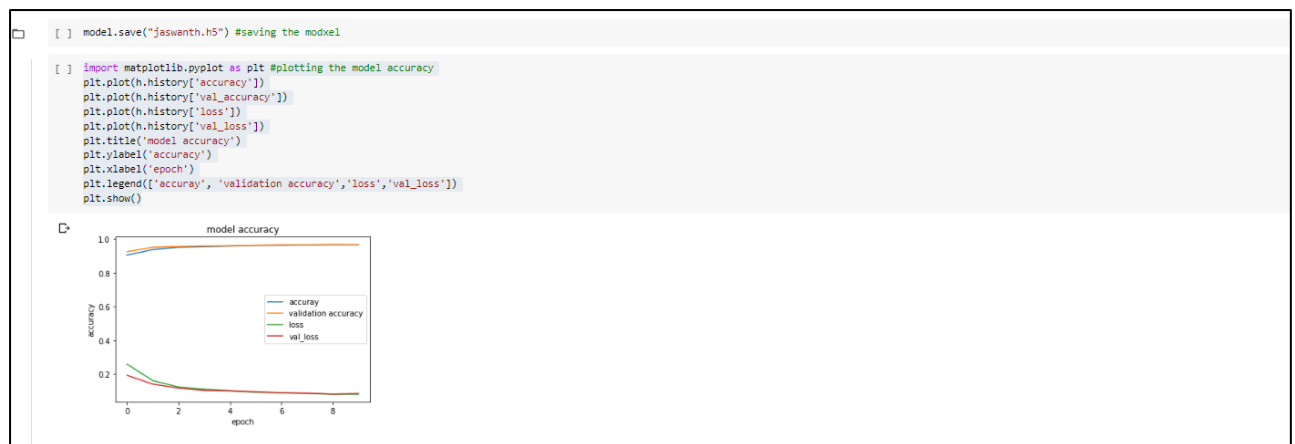 [ ] model.save("jaswanth.h5") #saving the modxel
[ ] import matplotlib.pyplot as plt #plotting the model accuracy
plt.plot(h.history['accuracy'])
plt.plot(h.history['val_accuracy'])
plt.plot(h.history['loss'])
plt.plot(h.history['val_loss'])
plt.title('model accuracy')
plt.ylabel('accuracy')
plt.xlabel('epoch')
plt.legend(['accuray', 'validation accuracy','loss','val_loss'])
plt.show()
model accuracy
1.0
0.8
0.6
0.4
0.2
accuracy
accuray
validation accuracy
loss
val_loss
0 2 4 6 8
epoch